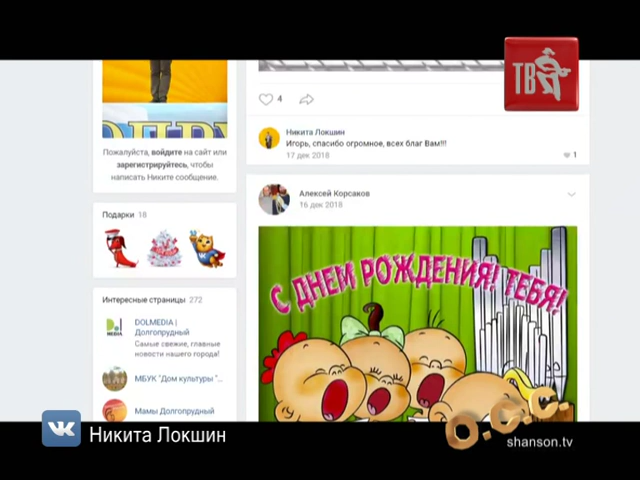 ТВ
4
Никита Локшин
Игорь, спасибо огромное, всех благ Вам!!!
17 дек 2018
1
Пожалуйста, войдите на сайт или
зарегистрируйтесь, чтобы
написать Никите сообщение.
Алексей Корсаков
16 дек 2018
Подарки 18
С ДНЕМ РОЖДЕНИЯ! ТЕБЯ!
Интересные страницы 272
DOLMEDIA |
Долгопрудный
Самые свежие, главные
новости нашего города!
МБУК "Дом культуры "...
Мамы Долгопрудный
О.С.С.
shanson.tv
Никита Локшин